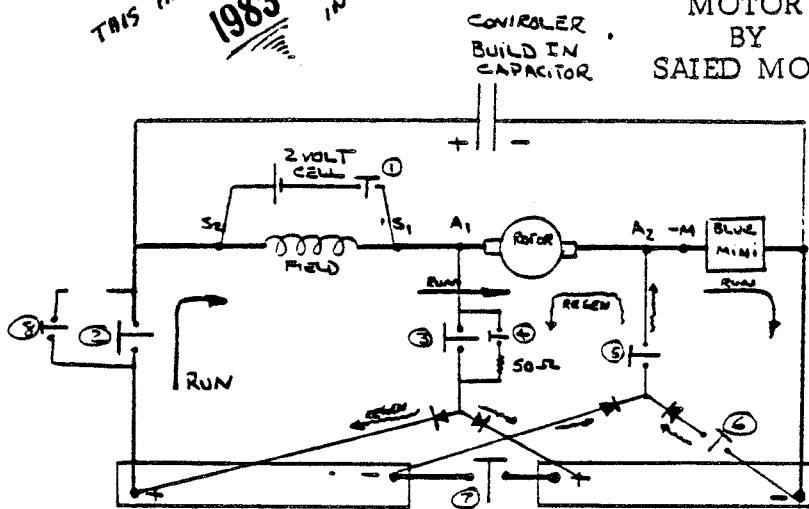 THIS
1983
IN
MOTOR
BY
SAIED MO
CONTROLER
BUILD IN
CAPACITOR
+ -
2 VOLT
CELL
①
S2
S1
A1
A2
-M
FIELD
ROTOR
BLUE
MINI
RUN
RUN
REGEN
⑧
②
③
④
⑤
50Ω
RUN
REGEN
⑥
+
-
⑦
+
-